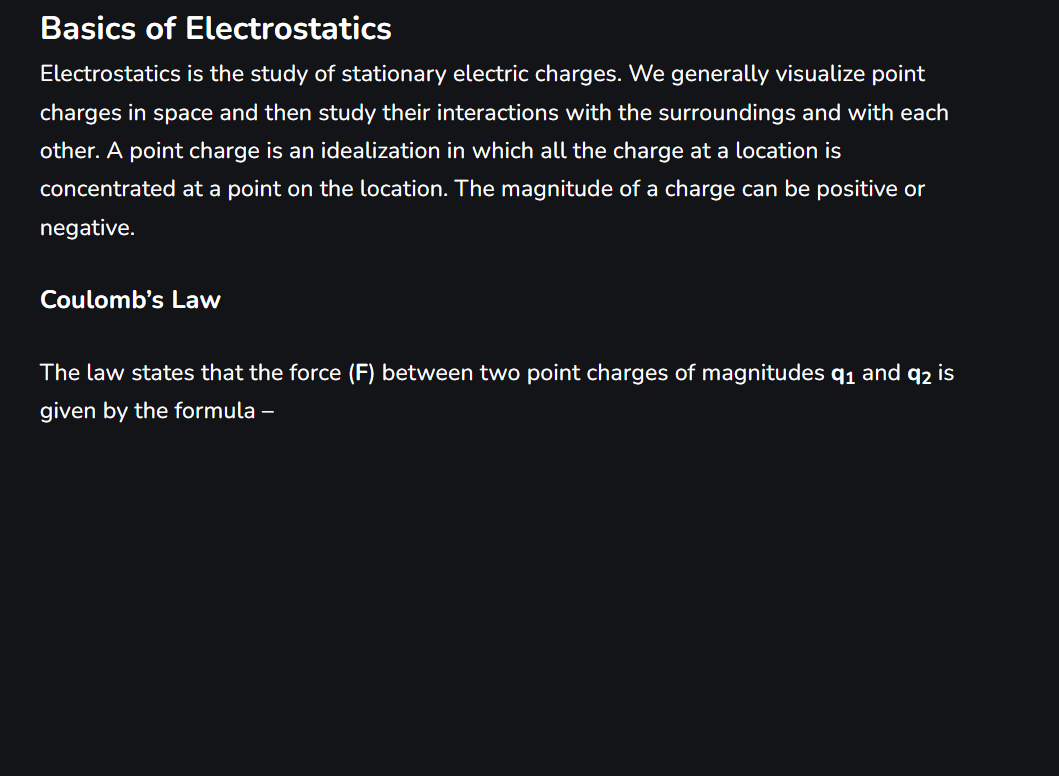 Basics of Electrostatics
Electrostatics is the study of stationary electric charges. We generally visualize point
charges in space and then study their interactions with the surroundings and with each
other. A point charge is an idealization in which all the charge at a location is
concentrated at a point on the location. The magnitude of a charge can be positive or
negative.
Coulomb’s Law
The law states that the force (F) between two point charges of magnitudes q₁ and q₂ is
given by the formula –